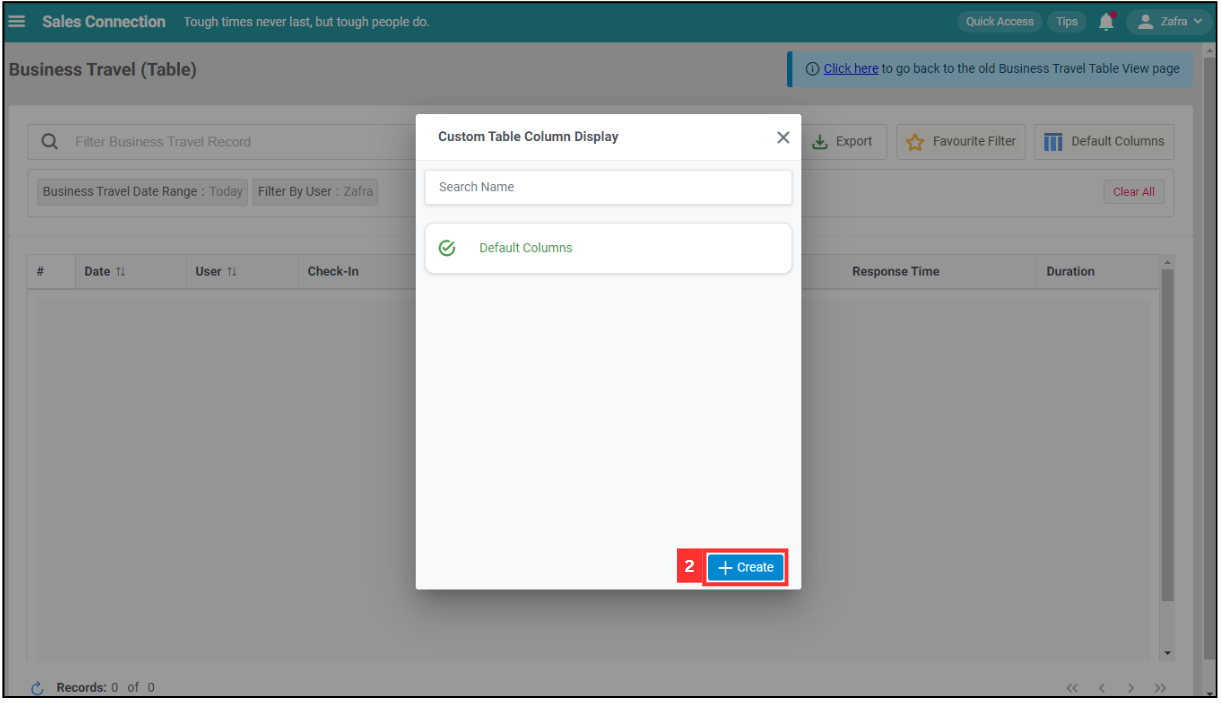 Sales Connection Tough times never last, but tough people do. Quick Access Tips Zafra
Business Travel (Table)
Click here to go back to the old Business Travel Table View page
Custom Table Column Display
Filter Business Travel Record
Export Favourite Filter Default Columns
Search Name
Business Travel Date Range : Today Filter By User : Zafra
Clear All
Default Columns
# Date User Check-In Response Time Duration
2 + Create
Records: 0 of 0